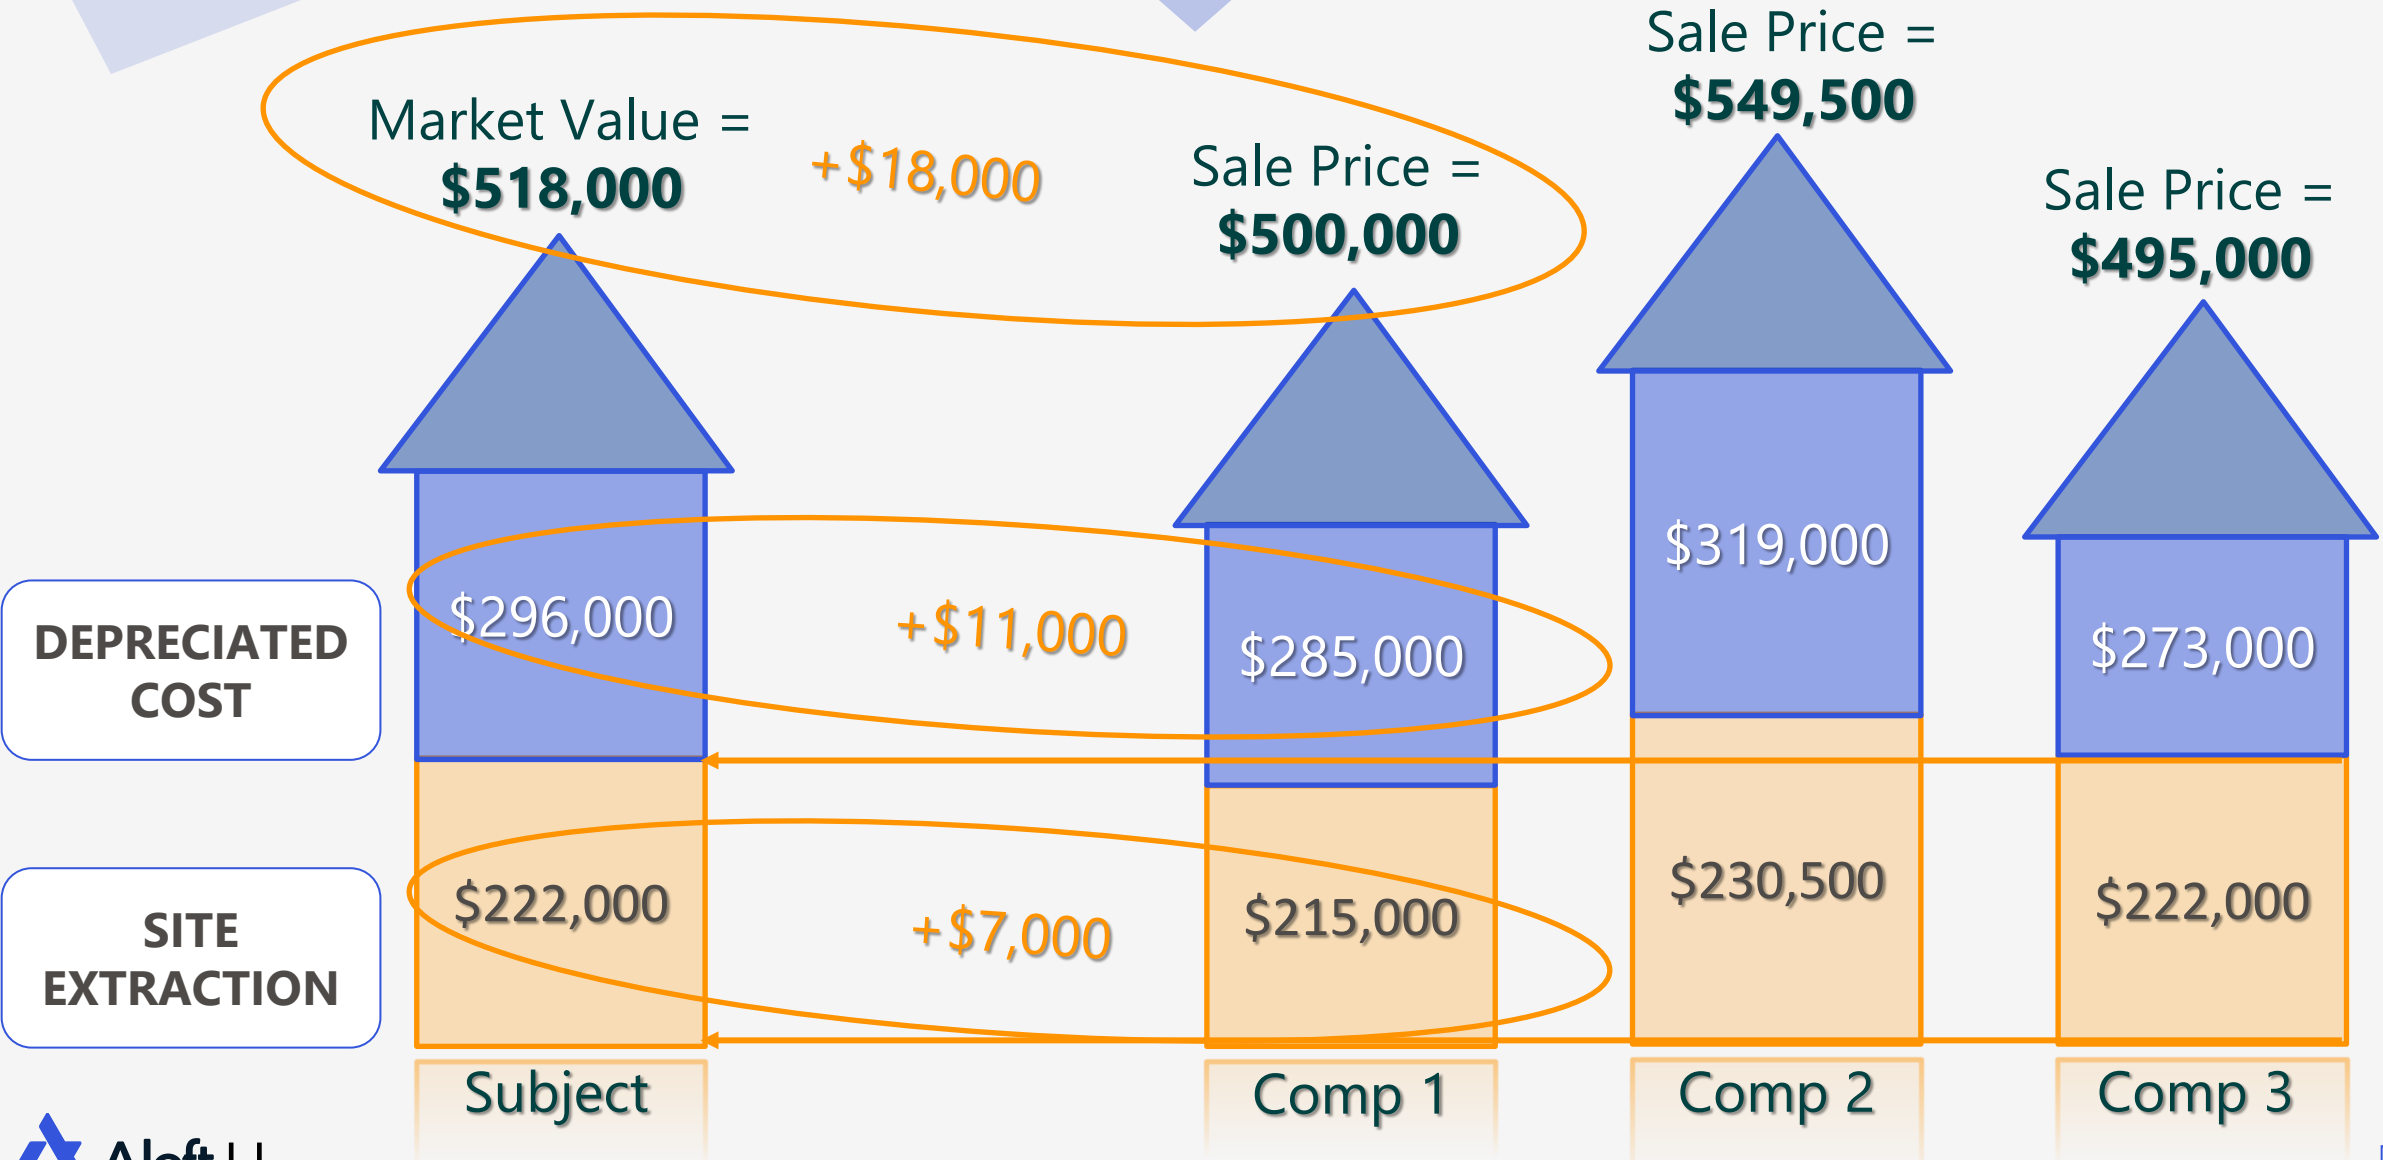 Sale Price =
$549,500
Market Value =
$518,000
+$18,000
Sale Price =
$500,000
Sale Price =
$495,000
$296,000
+$11,000
$285,000
$319,000
$273,000
DEPRECIATED
COST
$222,000
+$7,000
$215,000
$230,500
$222,000
SITE
EXTRACTION
Subject
Comp 1
Comp 2
Comp 3
Aloft